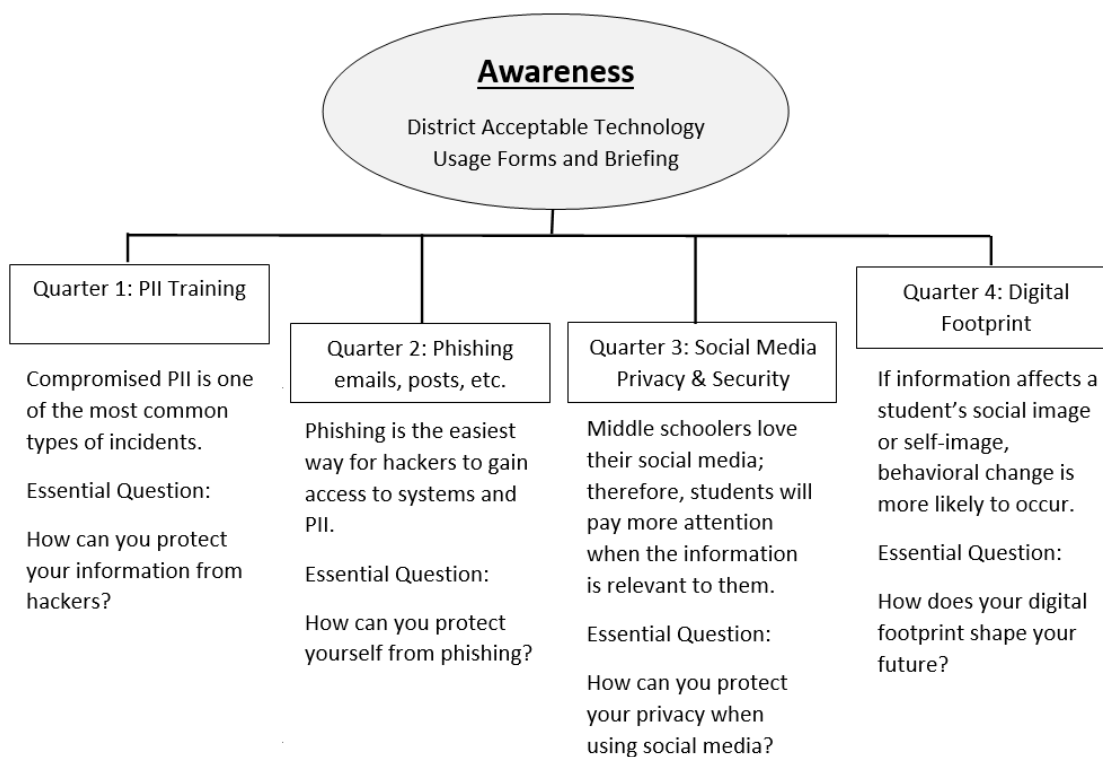 Awareness
District Acceptable Technology
Usage Forms and Briefing
Quarter 1: PII Training
Compromised PII is one
of the most common
types of incidents.
Essential Question:
How can you protect
your information from
hackers?
Quarter 2: Phishing
emails, posts, etc.
Phishing is the easiest
way for hackers to gain
access to systems and
PII.
Essential Question:
How can you protect
yourself from phishing?
Quarter 3: Social Media
Privacy & Security
Middle schoolers love
their social media;
therefore, students will
pay more attention
when the information
is relevant to them.
Essential Question:
How can you protect
your privacy when
using social media?
Quarter 4: Digital
Footprint
If information affects a
student’s social image
or self-image,
behavioral change is
more likely to occur.
Essential Question:
How does your digital
footprint shape your
future?